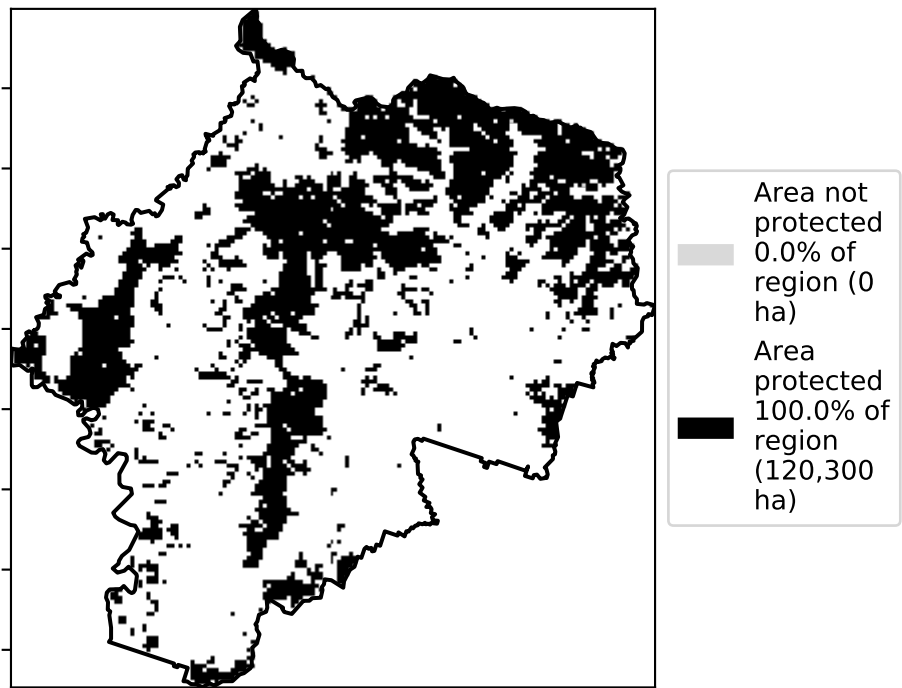 Area not
protected
0.0% of
region (0
ha)
Area
protected
100.0% of
region
(120,300
ha)